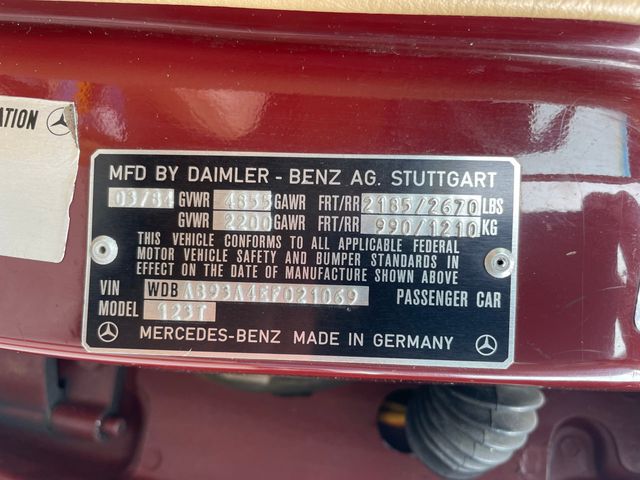 ATION
MFD BY DAIMLER - BENZ AG. STUTTGART
03/84 GVWR 4855 GAWR FRT/RR 2185/2670 LBS
GVWR 2200 GAWR FRT/RR 990/1210 KG
THIS VEHICLE CONFORMS TO ALL APPLICABLE FEDERAL
MOTOR VEHICLE SAFETY AND BUMPER STANDARDS IN
EFFECT ON THE DATE OF MANUFACTURE SHOWN ABOVE
VIN WDB AB93A4EF021069 PASSENGER CAR
MODEL 123T
MERCEDES-BENZ MADE IN GERMANY